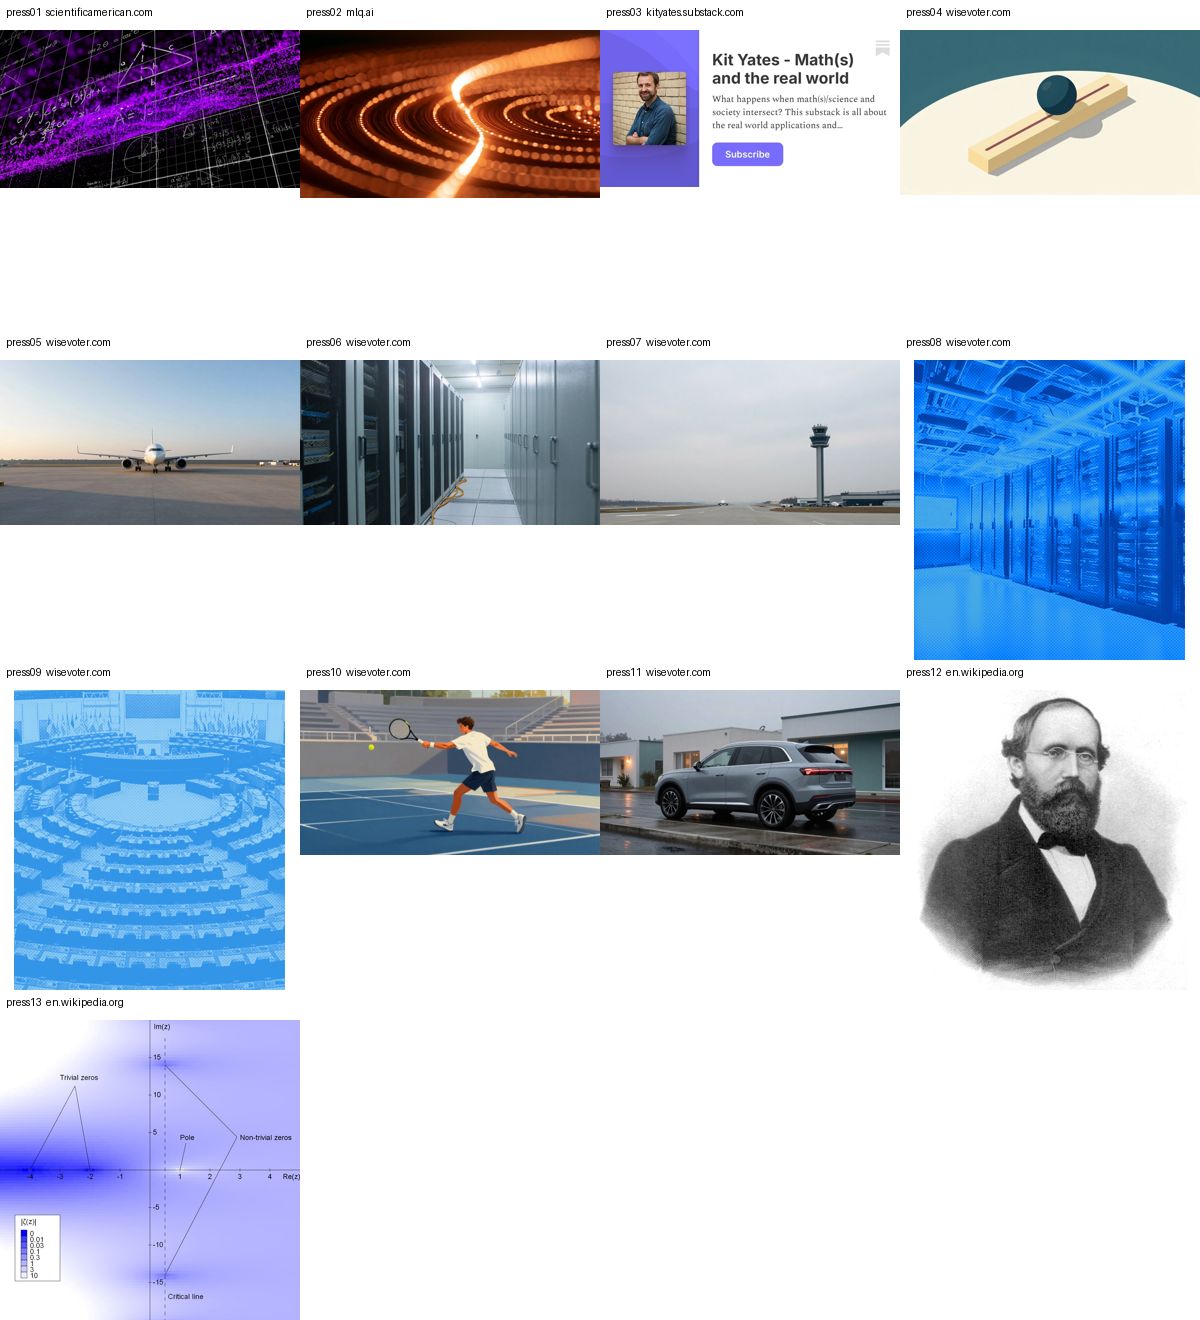 press01 scientificamerican.com
press02 mlq.ai
press03 kityates.substack.com
press04 wisevoter.com
Kit Yates - Math(s)
and the real world
What happens when math(s)/science and
society intersect? This substack is all about
the real world applications and...
Subscribe
press05 wisevoter.com
press06 wisevoter.com
press07 wisevoter.com
press08 wisevoter.com
press09 wisevoter.com
press10 wisevoter.com
press11 wisevoter.com
press12 en.wikipedia.org
press13 en.wikipedia.org
Im(z)
15
Trivial zeros
10
5
Pole
Non-trivial zeros
-4 -3 -2 -1 1 2 3 4 Re(z)
-5
|ζ(z)|
0
0.01
0.03
0.1
0.3
1
3
10
-10
-15
Critical line